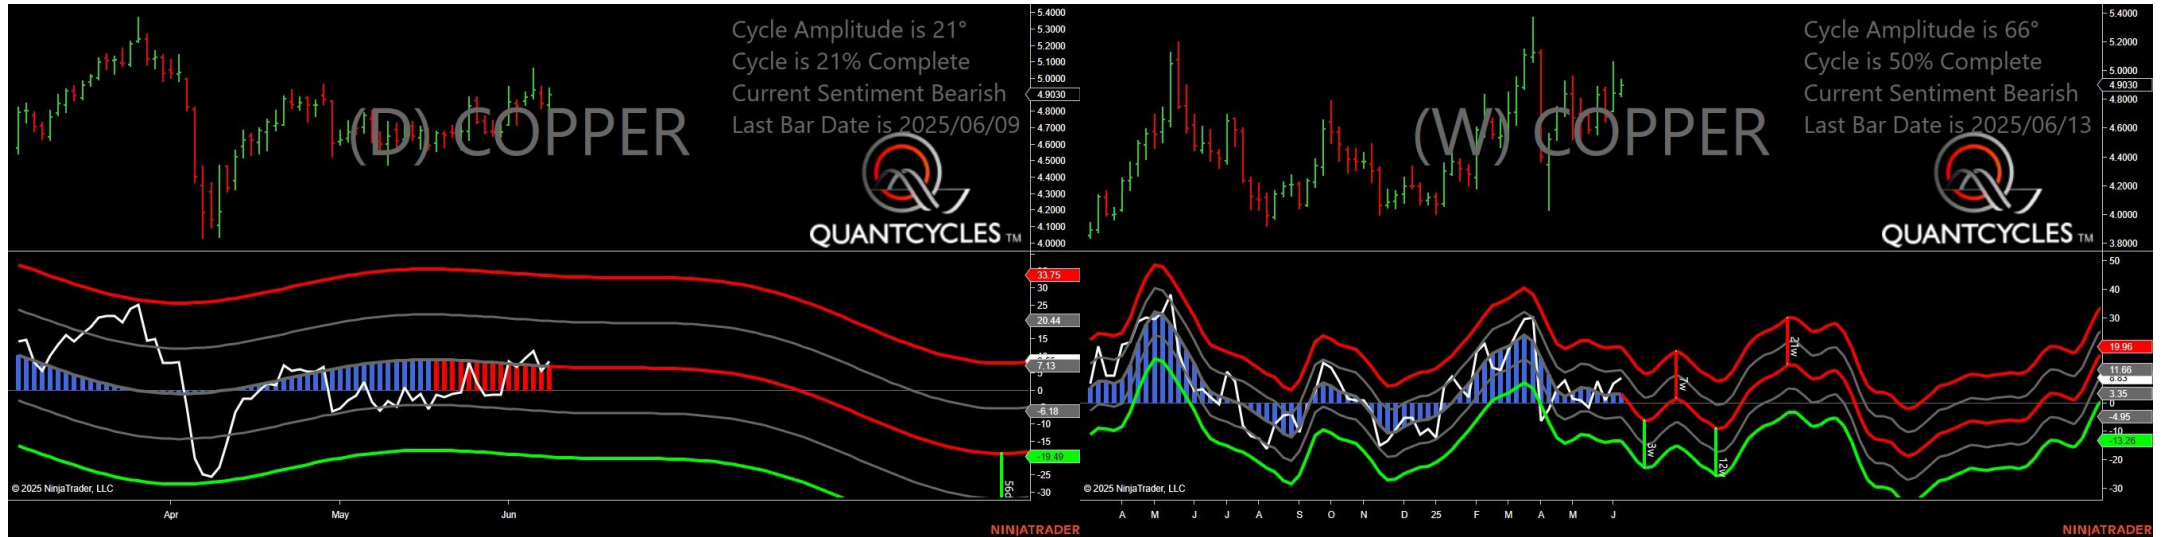 Cycle Amplitude is 21°
Cycle is 21% Complete
Current Sentiment Bearish
Last Bar Date is 2025/06/09
(D) COPPER
QUANTCYCLES TM
5.4000
5.3000
5.2000
5.1000
5.0000
4.9030
4.8000
4.7000
4.6000
4.5000
4.4000
4.3000
4.2000
4.1000
4.0000
33.75
30
25
20.44
15
7.13
5
0
-6.18
-10
-15
-19.49
-25
-30
56d
© 2025 NinjaTrader, LLC
Apr
May
Jun
NINJATRADER
Cycle Amplitude is 66°
Cycle is 50% Complete
Current Sentiment Bearish
Last Bar Date is 2025/06/13
(W) COPPER
QUANTCYCLES TM
5.4000
5.2000
5.0000
4.9030
4.8000
4.6000
4.4000
4.2000
4.0000
3.8000
50
40
30
19.96
11.66
3.35
0
-4.95
-10
-13.26
-20
-30
3w
7w
12w
21w
© 2025 NinjaTrader, LLC
A M J J A S O N D 25 F M A M J
NINJATRADER